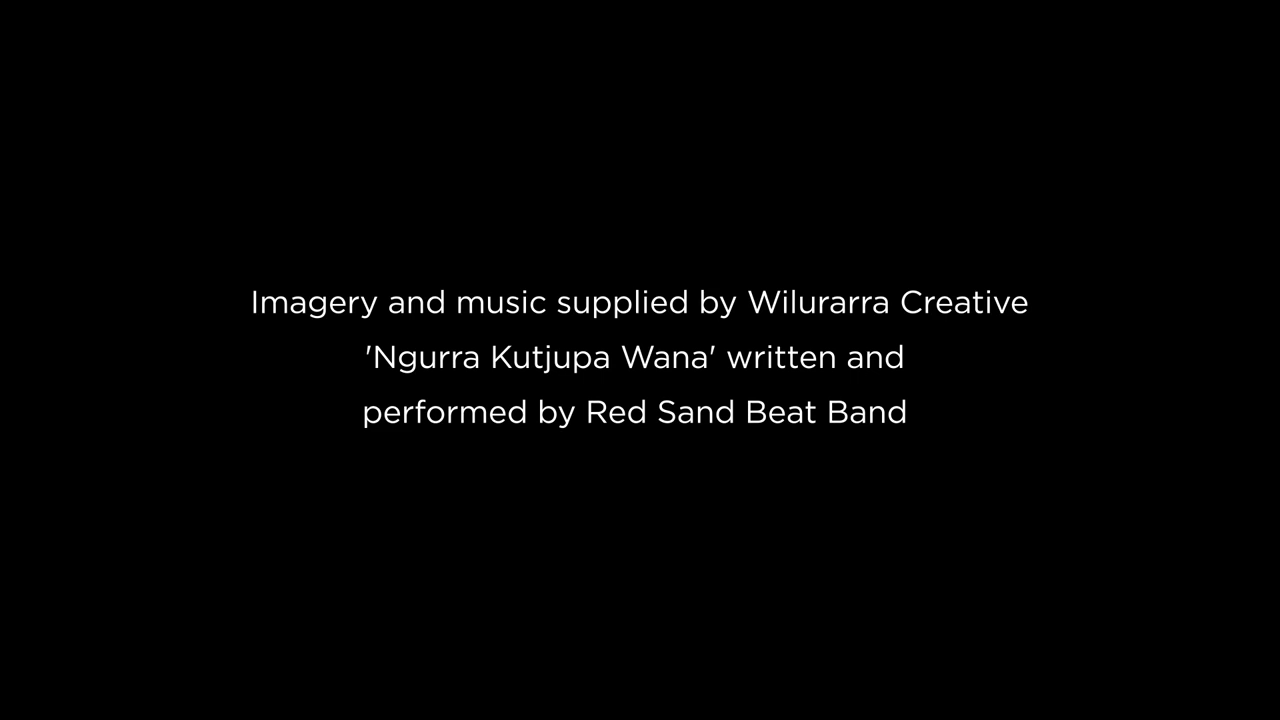 Imagery and music supplied by Wilurarra Creative
'Ngurra Kutjupa Wana' written and
performed by Red Sand Beat Band